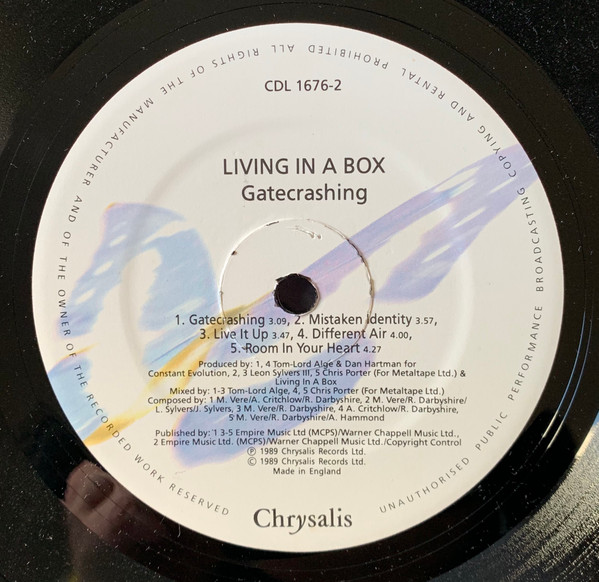 CDL 1676-2
LIVING IN A BOX
Gatecrashing
1. Gatecrashing 3.09, 2. Mistaken Identity 3.57,
3. Live It Up 3.47, 4. Different Air 4.00,
5. Room In Your Heart 4.27
Produced by: 1, 4 Tom-Lord Alge & Dan Hartman for
Constant Evolution, 2, 3 Leon Sylvers III, 5 Chris Porter (For Metaltape Ltd.) &
Living In A Box
Mixed by: 1-3 Tom-Lord Alge, 4, 5 Chris Porter (For Metaltape Ltd.)
Composed by: 1 M. Vere/A. Critchlow/R. Darbyshire, 2 M. Vere/R. Darbyshire/
L. Sylvers/J. Sylvers, 3 M. Vere/R. Darbyshire, 4 A. Critchlow/R. Darbyshire,
5 M. Vere/R. Darbyshire/A. Hammond
Published by: 1 3-5 Empire Music Ltd (MCPS)/Warner Chappell Music Ltd.,
2 Empire Music Ltd. (MCPS)/Warner Chappell Music Ltd./Copyright Control
℗ 1989 Chrysalis Records Ltd.
© 1989 Chrysalis Records Ltd.
Made in England
Chrysalis
ALL RIGHTS OF THE MANUFACTURER AND OF THE OWNER OF THE RECORDED WORK RESERVED
UNAUTHORISED PUBLIC PERFORMANCE BROADCASTING COPYING AND RENTAL PROHIBITED